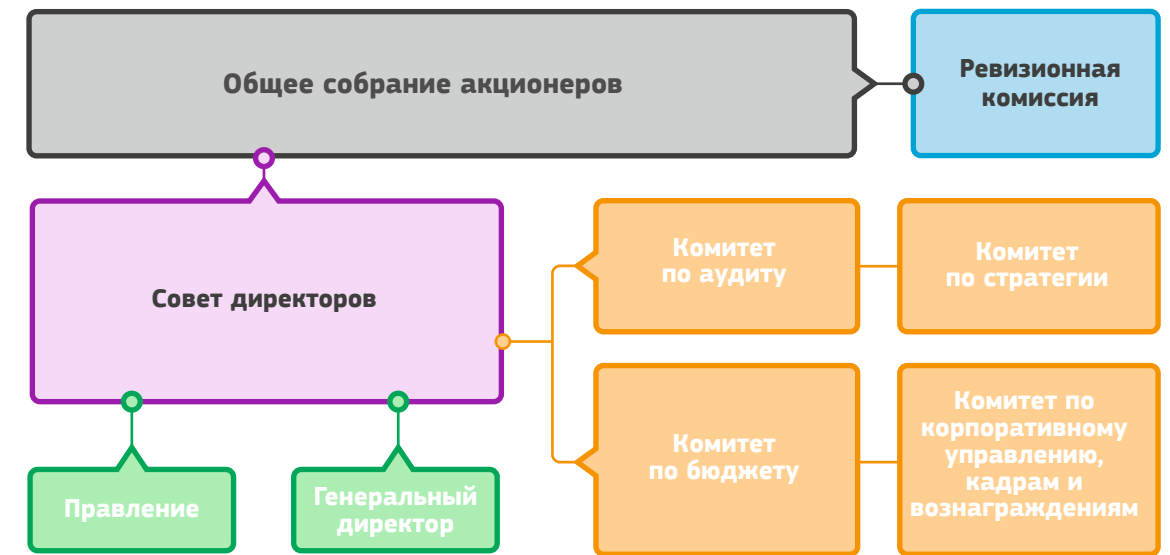 Общее собрание акционеров
Ревизионная
комиссия
Совет директоров
Комитет
по аудиту
Комитет
по стратегии
Комитет
по бюджету
Комитет по
корпоративному
управлению,
кадрам и
вознаграждениям
Правление
Генеральный
директор